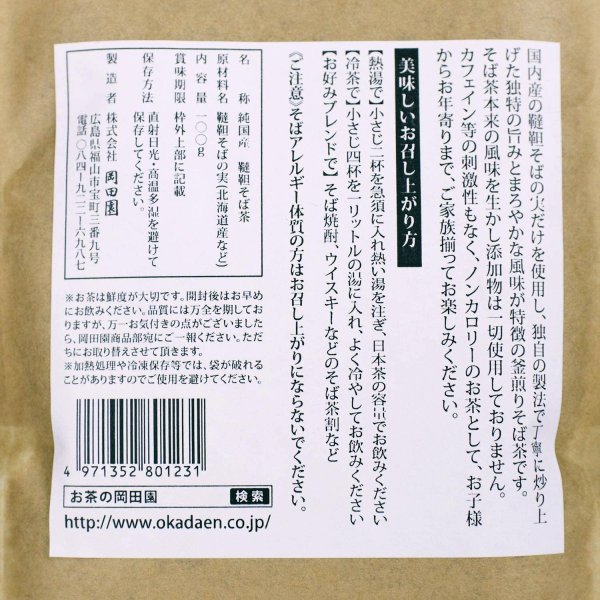 国内産の韃靼そばの実だけを使用し、独自の製法で丁寧に炒り上
げた独特の旨みとまろやかな風味が特徴の釜煎りそば茶です。
そば茶本来の風味を生かし添加物は一切使用しておりません。
カフェイン等の刺激性もなく、ノンカロリーのお茶として、お子様
からお年寄りまで、ご家族揃ってお楽しみください。
美味しいお召し上がり方
【熱湯で】小さじ二杯を急須に入れ熱い湯を注ぎ、日本茶の容量でお飲みください
【冷茶で】小さじ四杯を一リットルの湯に入れ、よく冷やしてお飲みください
【お好みブレンドで】そば焼酎、ウイスキーなどのそば茶割など
《ご注意》そばアレルギー体質の方はお召し上がりにならないでください。
名称 純国産 韃靼そば茶
原材料名 韃靼そばの実(北海道産など)
内容量 一〇〇g
賞味期限 枠外上部に記載
保存方法 直射日光・高温多湿を避けて
保存してください。
製造者 株式会社 岡田園
広島県福山市宝町三番九号
電話 〇八四-九二二-六九八七
※お茶は鮮度が大切です。開封後はお早め
にお飲みください。品質には万全を期してお
りますが、万一お気付きの点がございました
ら、岡田園商品部宛にご一報ください。ただ
ちにお取り替えさせて頂きます。
※加熱処理や冷凍保存等では、袋が破れる
ことがありますのでご使用を避けてください。
4 971352 801231
お茶の岡田園 検索
http://www.okadaen.co.jp/